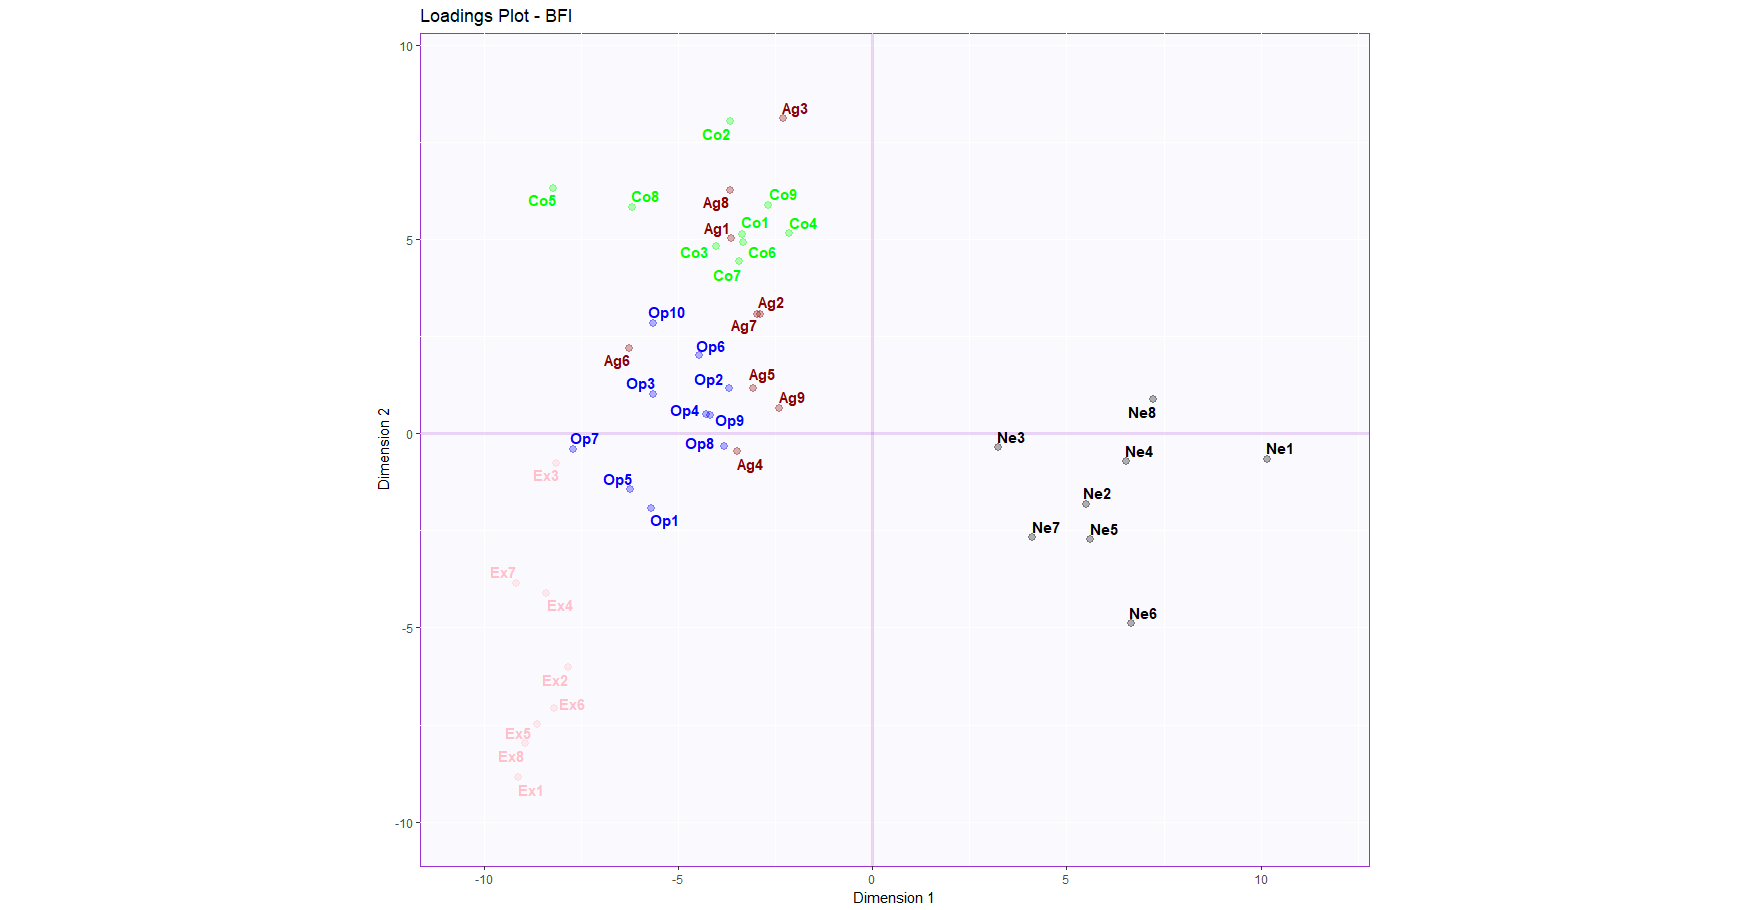 Loadings Plot - BFI
10
Ag3
Co2
Co5
Co8
Ag8
Co9
Ag1
Co1
Co4
5
Co3
Co6
Co7
Ag2
Op10
Ag7
Op6
Ag6
Op3
Op2
Ag5
Ag9
Op4
Op9
Ne8
Dimension 2
0
Op7
Op8
Ne3
Ne4
Ne1
Ex3
Ag4
Op5
Ne2
Op1
Ne7
Ne5
Ex7
Ex4
Ne6
-5
Ex2
Ex6
Ex5
Ex8
Ex1
-10
-10
-5
0
5
10
Dimension 1